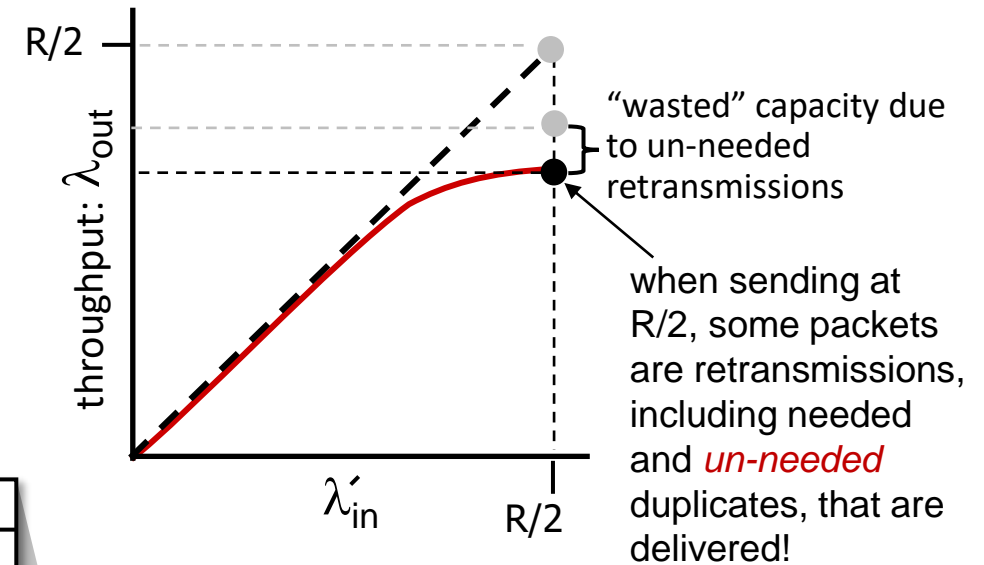 R/2
throughput: λout
“wasted” capacity due
to un-needed
retransmissions
when sending at
R/2, some packets
are retransmissions,
including needed
and un-needed
duplicates, that are
delivered!
λ'in
R/2